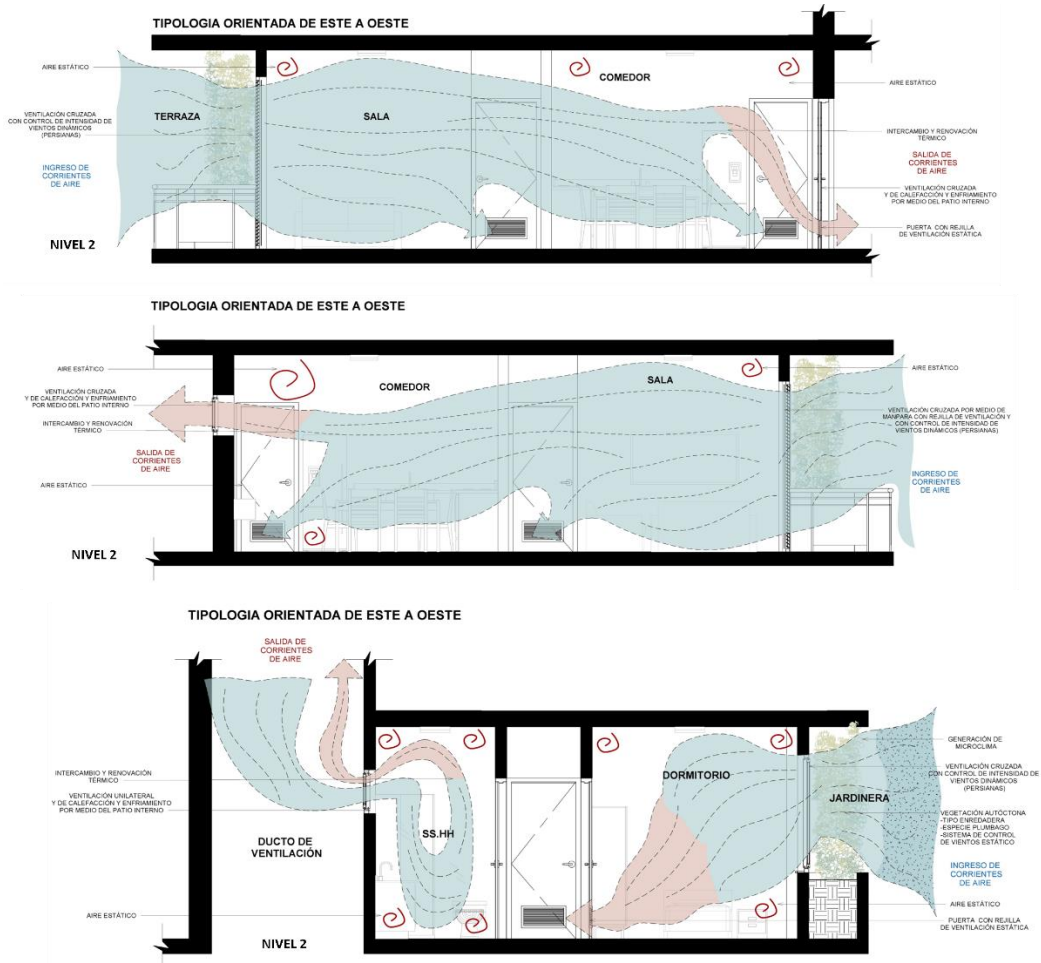 TIPOLOGIA ORIENTADA DE ESTE A OESTE
AIRE ESTÁTICO
VENTILACIÓN CRUZADA
CON CONTROL DE INTENSIDAD DE
VIENTOS DINÁMICOS
(PERSIANAS)
INGRESO DE
CORRIENTES
DE AIRE
NIVEL 2
TERRAZA
SALA
COMEDOR
AIRE ESTÁTICO
INTERCAMBIO Y RENOVACIÓN
TÉRMICO
SALIDA DE
CORRIENTES
DE AIRE
VENTILACIÓN CRUZADA
Y DE CALEFACCIÓN Y ENFRIAMIENTO
POR MEDIO DEL PATIO INTERNO
PUERTA CON REJILLA
DE VENTILACIÓN ESTÁTICA
TIPOLOGIA ORIENTADA DE ESTE A OESTE
AIRE ESTÁTICO
VENTILACIÓN CRUZADA
Y DE CALEFACCIÓN Y ENFRIAMIENTO
POR MEDIO DEL PATIO INTERNO
INTERCAMBIO Y RENOVACIÓN
TÉRMICO
SALIDA DE
CORRIENTES
DE AIRE
AIRE ESTÁTICO
NIVEL 2
COMEDOR
SALA
AIRE ESTÁTICO
VENTILACIÓN CRUZADA POR MEDIO DE
MANPARA CON REJILLA DE VENTILACIÓN Y
CON CONTROL DE INTENSIDAD DE
VIENTOS DINÁMICOS (PERSIANAS)
INGRESO DE
CORRIENTES
DE AIRE
TIPOLOGIA ORIENTADA DE ESTE A OESTE
SALIDA DE
CORRIENTES
DE AIRE
INTERCAMBIO Y RENOVACIÓN
TÉRMICO
VENTILACIÓN UNILATERAL
Y DE CALEFACCIÓN Y ENFRIAMIENTO
POR MEDIO DEL PATIO INTERNO
DUCTO DE
VENTILACIÓN
AIRE ESTÁTICO
NIVEL 2
SS.HH
DORMITORIO
JARDINERA
GENERACIÓN DE
MICROCLIMA
VENTILACIÓN CRUZADA
CON CONTROL DE INTENSIDAD DE
VIENTOS DINÁMICOS
(PERSIANAS)
VEGETACIÓN AUTÓCTONA
-TIPO ENREDADERA
-ESPECIE PLUMBAGO
-SISTEMA DE CONTROL
DE VIENTOS ESTÁTICO
INGRESO DE
CORRIENTES
DE AIRE
AIRE ESTÁTICO
PUERTA CON REJILLA
DE VENTILACIÓN ESTÁTICA